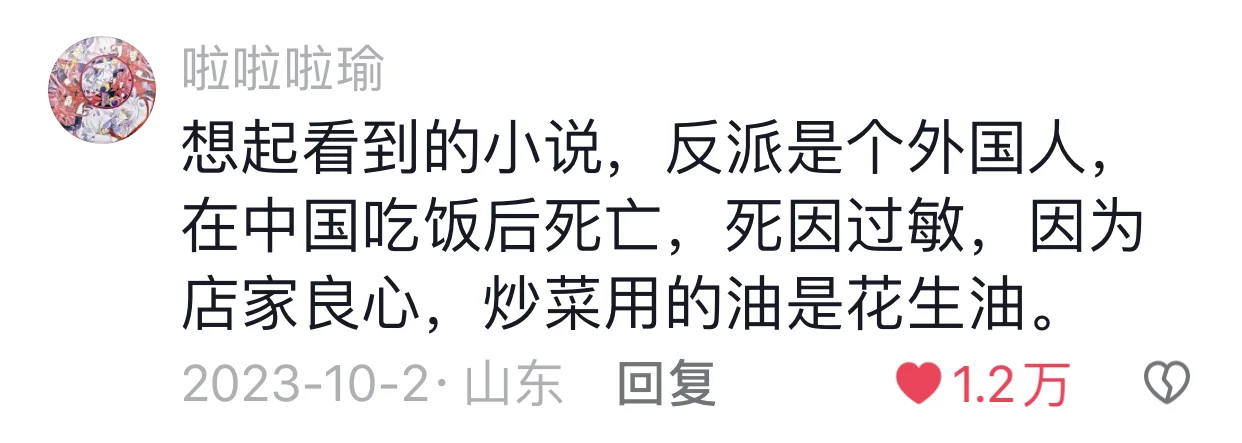 啦啦啦瑜
想起看到的小说，反派是个外国人，
在中国吃饭后死亡，死因过敏，因为
店家良心，炒菜用的油是花生油。
2023-10-2·山东 回复 1.2万